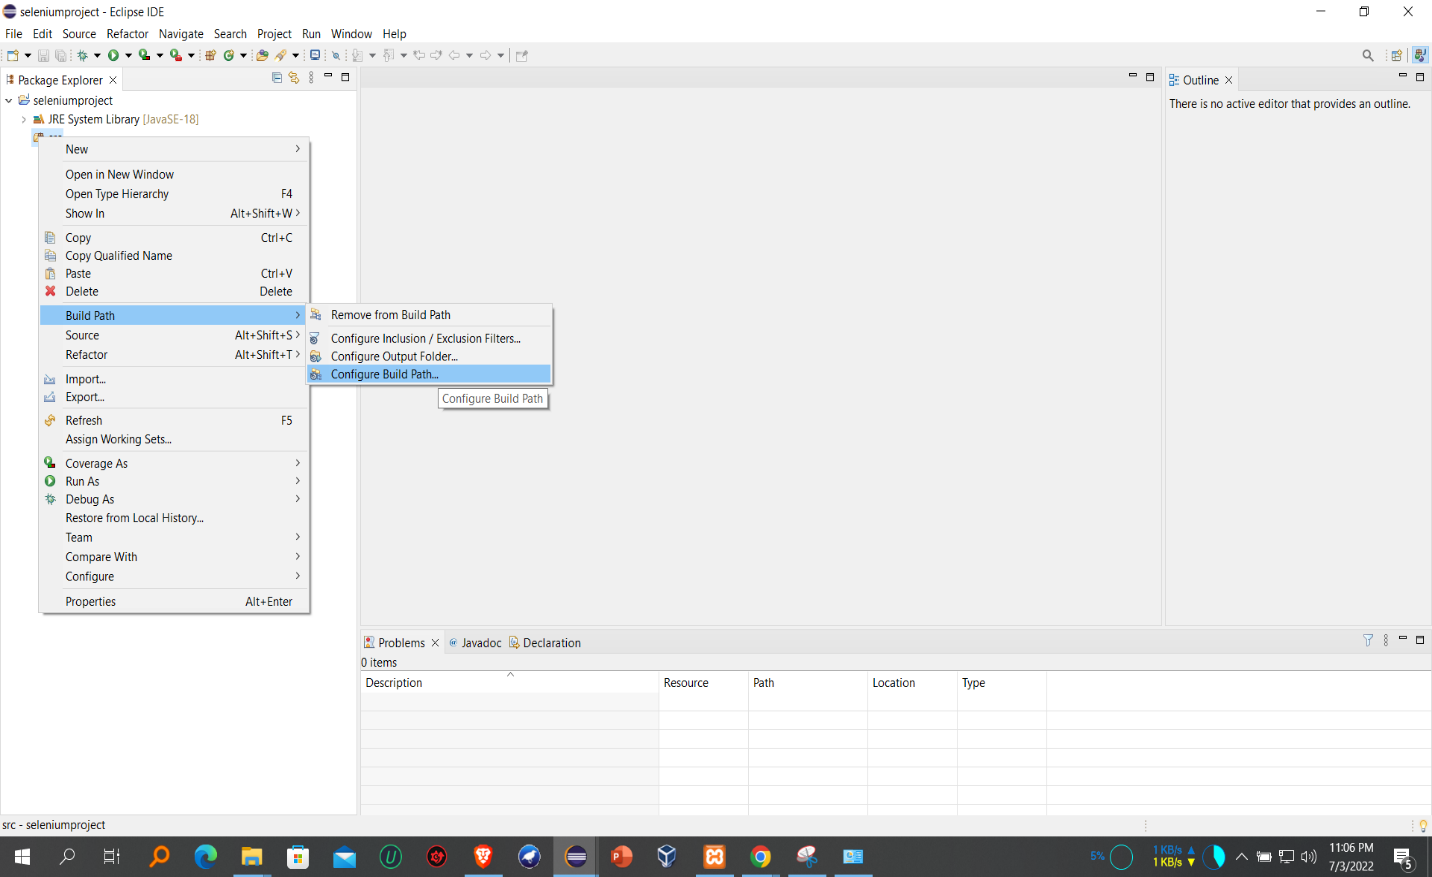 seleniumproject - Eclipse IDE
File Edit Source Refactor Navigate Search Project Run Window Help
Package Explorer
Outline
seleniumproject
There is no active editor that provides an outline.
JRE System Library [JavaSE-18]
New
Open in New Window
Open Type Hierarchy F4
Show In Alt+Shift+W
Copy Ctrl+C
Copy Qualified Name
Paste Ctrl+V
Delete Delete
Build Path
Source Alt+Shift+S
Refactor Alt+Shift+T
Import...
Export...
Refresh F5
Assign Working Sets...
Coverage As
Run As
Debug As
Restore from Local History...
Team
Compare With
Configure
Properties Alt+Enter
Remove from Build Path
Configure Inclusion / Exclusion Filters...
Configure Output Folder...
Configure Build Path...
Configure Build Path
Problems Javadoc Declaration
0 items
Description Resource Path Location Type
src - seleniumproject
5%
1 KB/s
1 KB/s
11:06 PM
7/3/2022
5